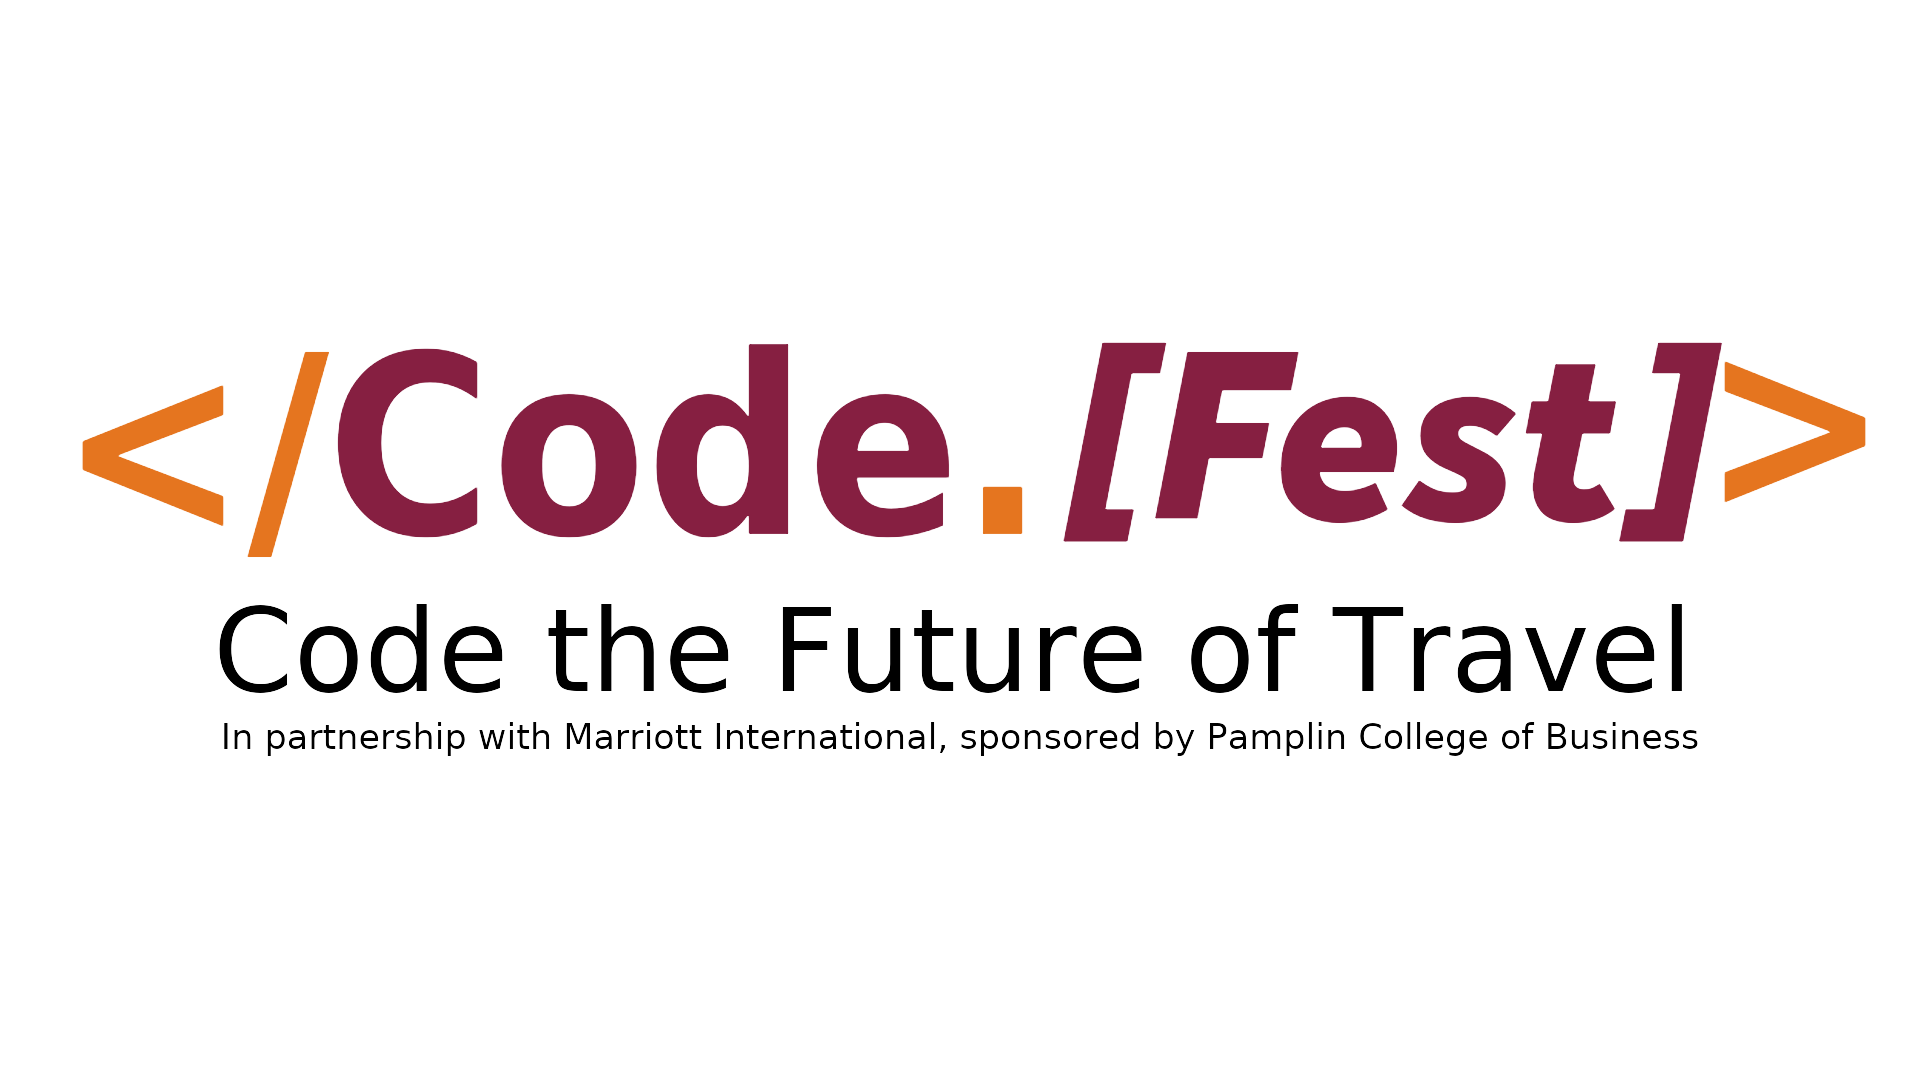 </Code.[Fest]>
Code the Future of Travel
In partnership with Marriott International, sponsored by Pamplin College of Business